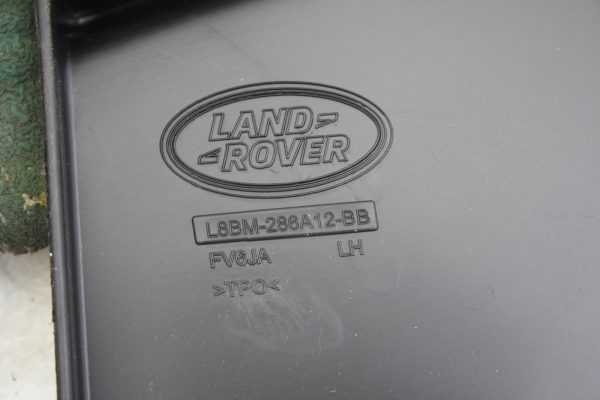 LAND
ROVER
L8BM-286A12-BB
FV6JA LH
>TPO<